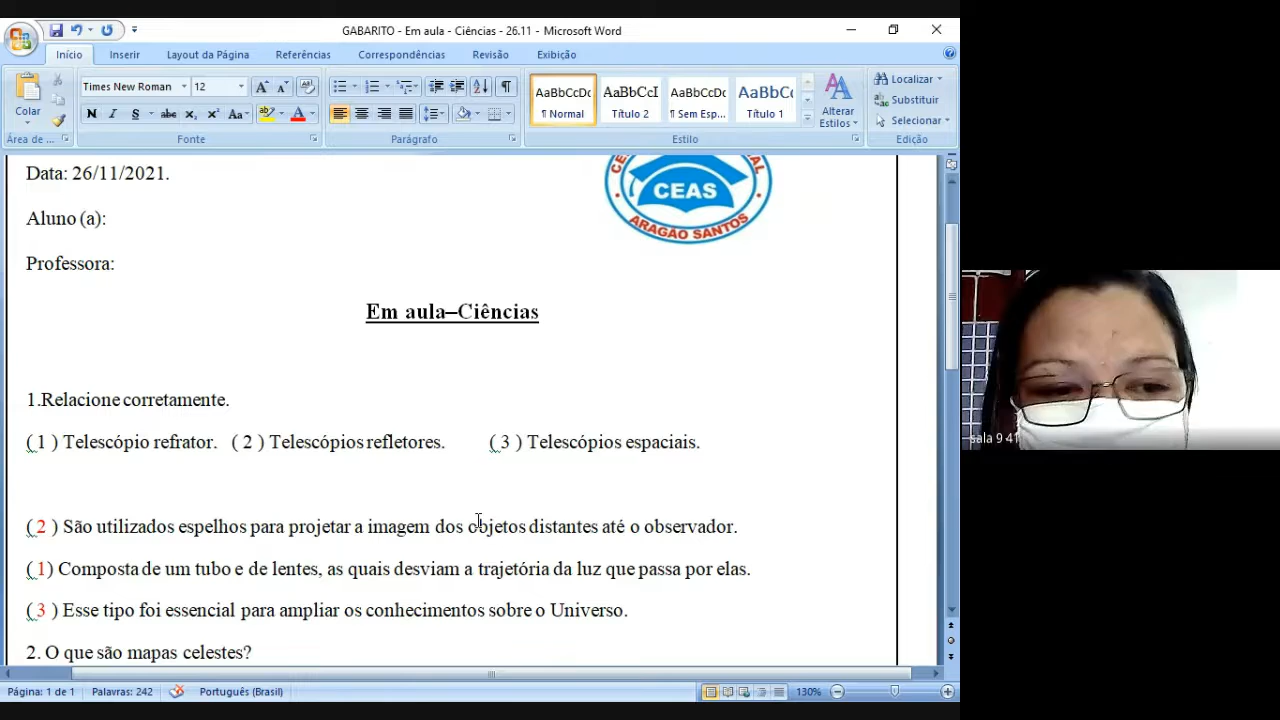 GABARITO - Em aula - Ciências - 26.11 - Microsoft Word
Início Inserir Layout da Página Referências Correspondências Revisão Exibição
Times New Roman 12
Colar
N I S abe x₂ x² Aa
AaBbCcDc AaBbCcI AaBbCcDc AaBbCc
¶ Normal Título 2 ¶ Sem Esp... Título 1
Alterar Estilos
Localizar
Substituir
Selecionar
Área de ... Fonte Parágrafo Estilo Edição
Data: 26/11/2021.
CEAS
ARAGÃO SANTOS
Aluno (a):
Professora:
Em aula–Ciências
1.Relacione corretamente.
( 1 ) Telescópio refrator. ( 2 ) Telescópios refletores. ( 3 ) Telescópios espaciais.
( 2 ) São utilizados espelhos para projetar a imagem dos objetos distantes até o observador.
( 1) Composta de um tubo e de lentes, as quais desviam a trajetória da luz que passa por elas.
( 3 ) Esse tipo foi essencial para ampliar os conhecimentos sobre o Universo.
2. O que são mapas celestes?
Página: 1 de 1 Palavras: 242 Português (Brasil) 130%
sala 9 41